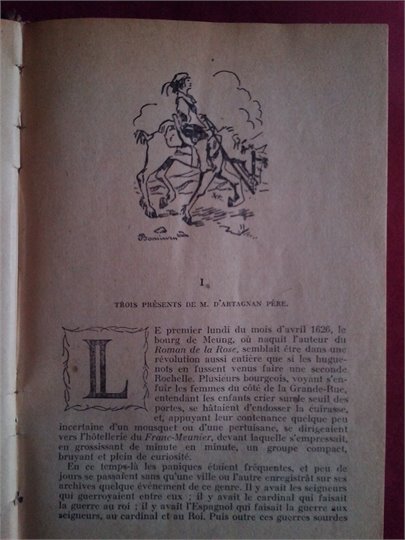 I.
TROIS PRÉSENTS DE M. D'ARTAGNAN PÈRE.
LE premier lundi du mois d'avril 1626, le
bourg de Meung, où naquit l'auteur du
Roman de la Rose, semblait être dans une
révolution aussi entière que si les hugue-
nots en fussent venus faire une seconde
Rochelle. Plusieurs bourgeois, voyant s'en-
fuir les femmes du côté de la Grande-Rue,
entendant les enfants crier sur le seuil des
portes, se hâtaient d'endosser la cuirasse,
et, appuyant leur contenance quelque peu
incertaine d'un mousquet ou d'une pertuisane, se dirigeaient
vers l'hôtellerie du Franc-Meunier, devant laquelle s'empressait,
en grossissant de minute en minute, un groupe compact,
bruyant et plein de curiosité.
En ce temps-là les paniques étaient fréquentes, et peu de
jours se passaient sans qu'une ville ou l'autre enregistrât sur ses
archives quelque événement de ce genre. Il y avait les seigneurs
qui guerroyaient entre eux ; il y avait le cardinal qui faisait
la guerre au roi ; il y avait l'Espagnol qui faisait la guerre aux
seigneurs, au cardinal et au Roi. Puis outre ces guerres sourdes